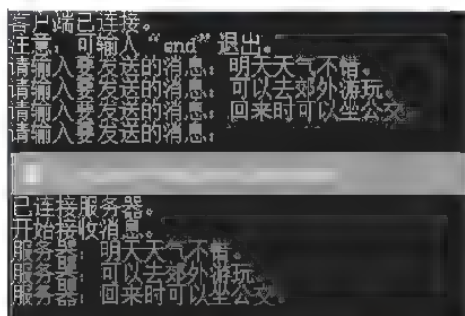 客户端已连接。
注意：可输入“end”退出。
请输入要发送的消息：明天天气不错。
请输入要发送的消息：可以去郊外游玩。
请输入要发送的消息：回来时可以坐公交。
请输入要发送的消息：
已连接服务器。
开始接收消息。
服务器：明天天气不错。
服务器：可以去郊外游玩。
服务器：回来时可以坐公交。